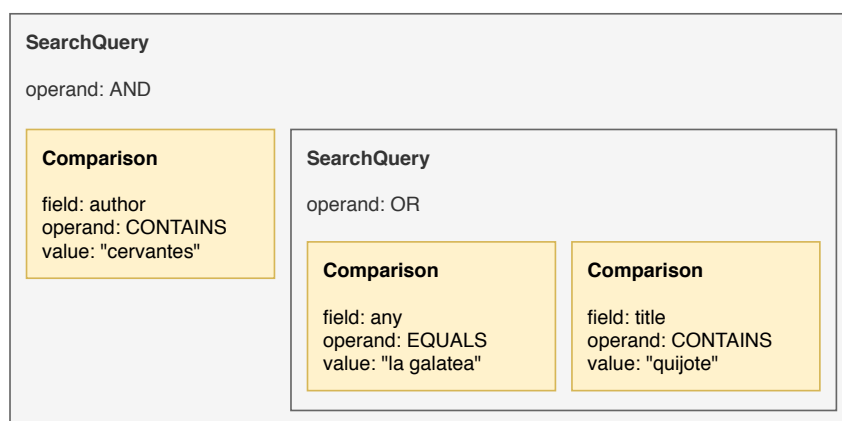 SearchQuery
operand: AND
Comparison
field: author
operand: CONTAINS
value: "cervantes"
SearchQuery
operand: OR
Comparison
field: any
operand: EQUALS
value: "la galatea"
Comparison
field: title
operand: CONTAINS
value: "quijote"